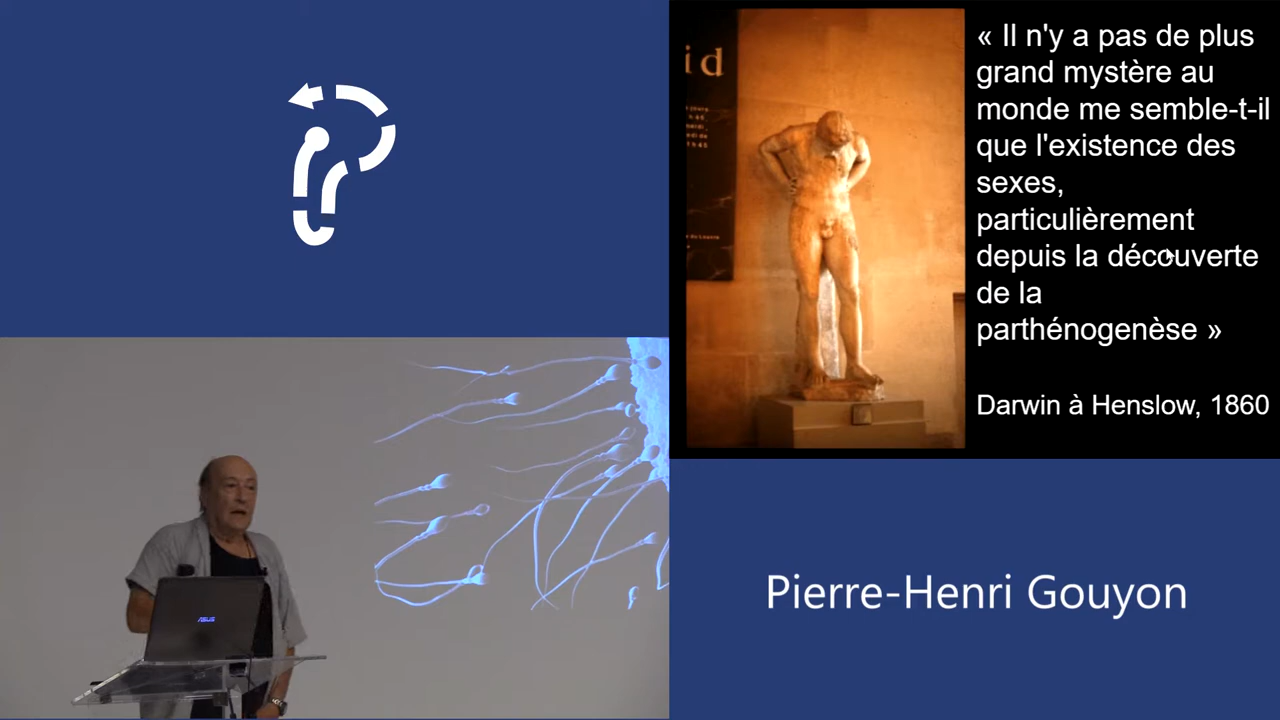 id
« Il n'y a pas de plus
grand mystère au
monde me semble-t-il
que l'existence des
sexes,
particulièrement
depuis la découverte
de la
parthénogenèse »
Darwin à Henslow, 1860
ASUS
Pierre-Henri Gouyon